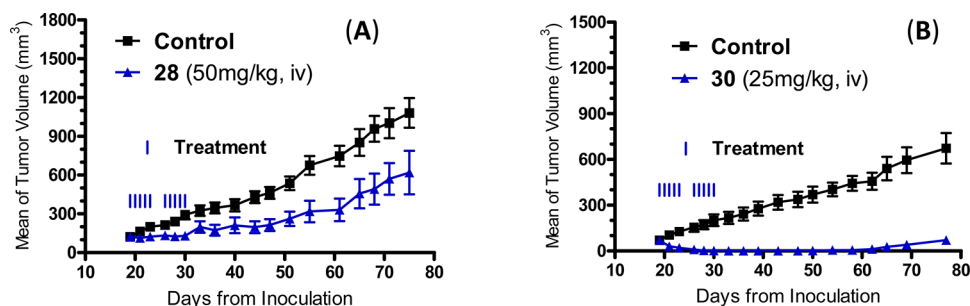 (A)
Mean of Tumor Volume (mm³)
1800
1500
1200
900
600
300
0
Control
28 (50mg/kg, iv)
Treatment
10 20 30 40 50 60 70 80
Days from Inoculation
(B)
Mean of Tumor Volume (mm³)
1500
1200
900
600
400
200
0
Control
30 (25mg/kg, iv)
Treatment
10 20 30 40 50 60 70 80
Days from Inoculation